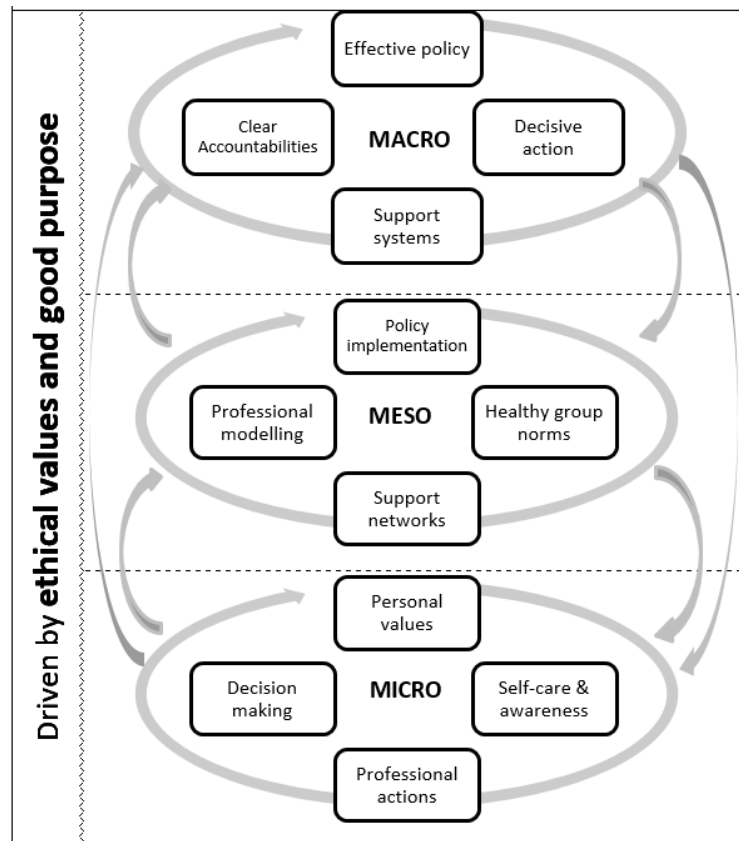 Driven by ethical values and good purpose
Effective policy
Clear
Accountabilities
MACRO
Decisive
action
Support
systems
Policy
implementation
Professional
modelling
MESO
Healthy group
norms
Support
networks
Personal
values
Decision
making
MICRO
Self-care &
awareness
Professional
actions